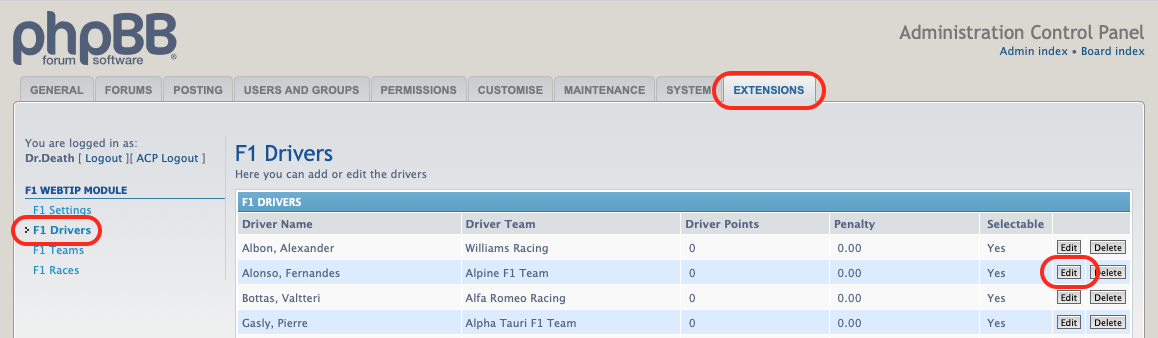 phpBB
forum software
Administration Control Panel
Admin index • Board index
GENERAL FORUMS POSTING USERS AND GROUPS PERMISSIONS CUSTOMISE MAINTENANCE SYSTEM EXTENSIONS
You are logged in as:
Dr.Death [ Logout ][ ACP Logout ]
F1 WEBTIP MODULE
F1 Settings
F1 Drivers
F1 Teams
F1 Races
F1 Drivers
Here you can add or edit the drivers
F1 DRIVERS
Driver Name Driver Team Driver Points Penalty Selectable
Albon, Alexander Williams Racing 0 0.00 Yes Edit Delete
Alonso, Fernandes Alpine F1 Team 0 0.00 Yes Edit Delete
Bottas, Valtteri Alfa Romeo Racing 0 0.00 Yes Edit Delete
Gasly, Pierre Alpha Tauri F1 Team 0 0.00 Yes Edit Delete